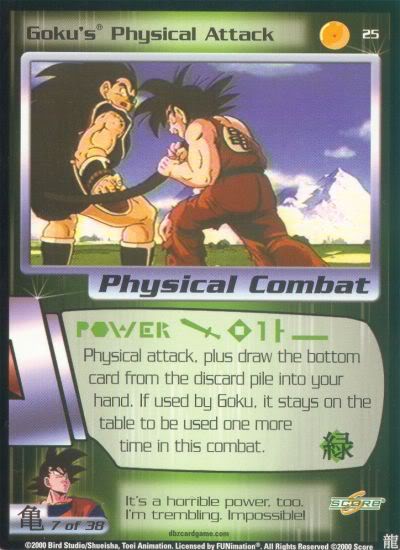 Goku's® Physical Attack 25
Physical Combat
POWER
Physical attack, plus draw the bottom
card from the discard pile into your
hand. If used by Goku, it stays on the
table to be used one more
time in this combat.
緑
It's a horrible power, too.
I'm trembling. Impossible!
SCORE
亀 7 of 38
dbzcardgame.com
龍
©2000 Bird Studio/Shueisha, Toei Animation. Licensed by FUNimation®. All Rights Reserved ©2000 Score